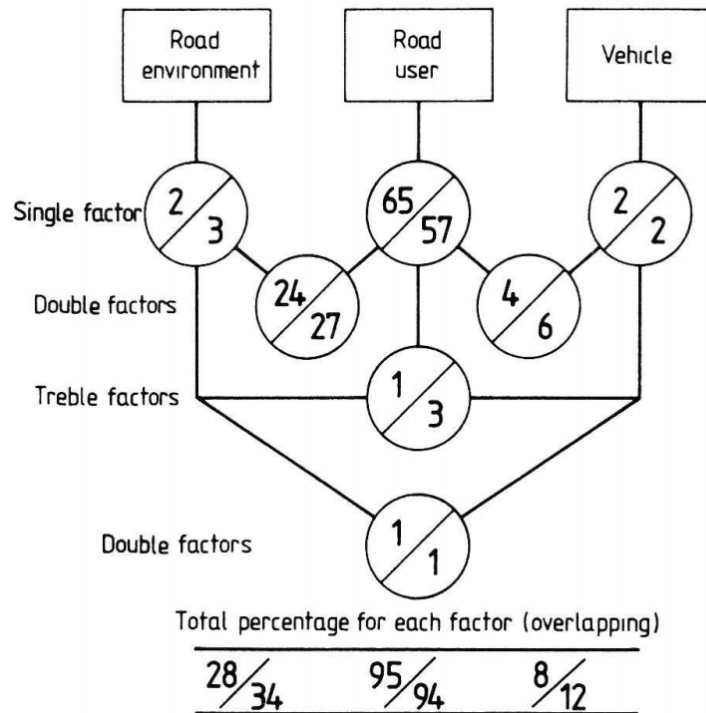 Road environment
Road user
Vehicle
Single factor
2/3
65/57
2/2
Double factors
24/27
4/6
Treble factors
1/3
Double factors
1/1
Total percentage for each factor (overlapping)
28/34 95/94 8/12